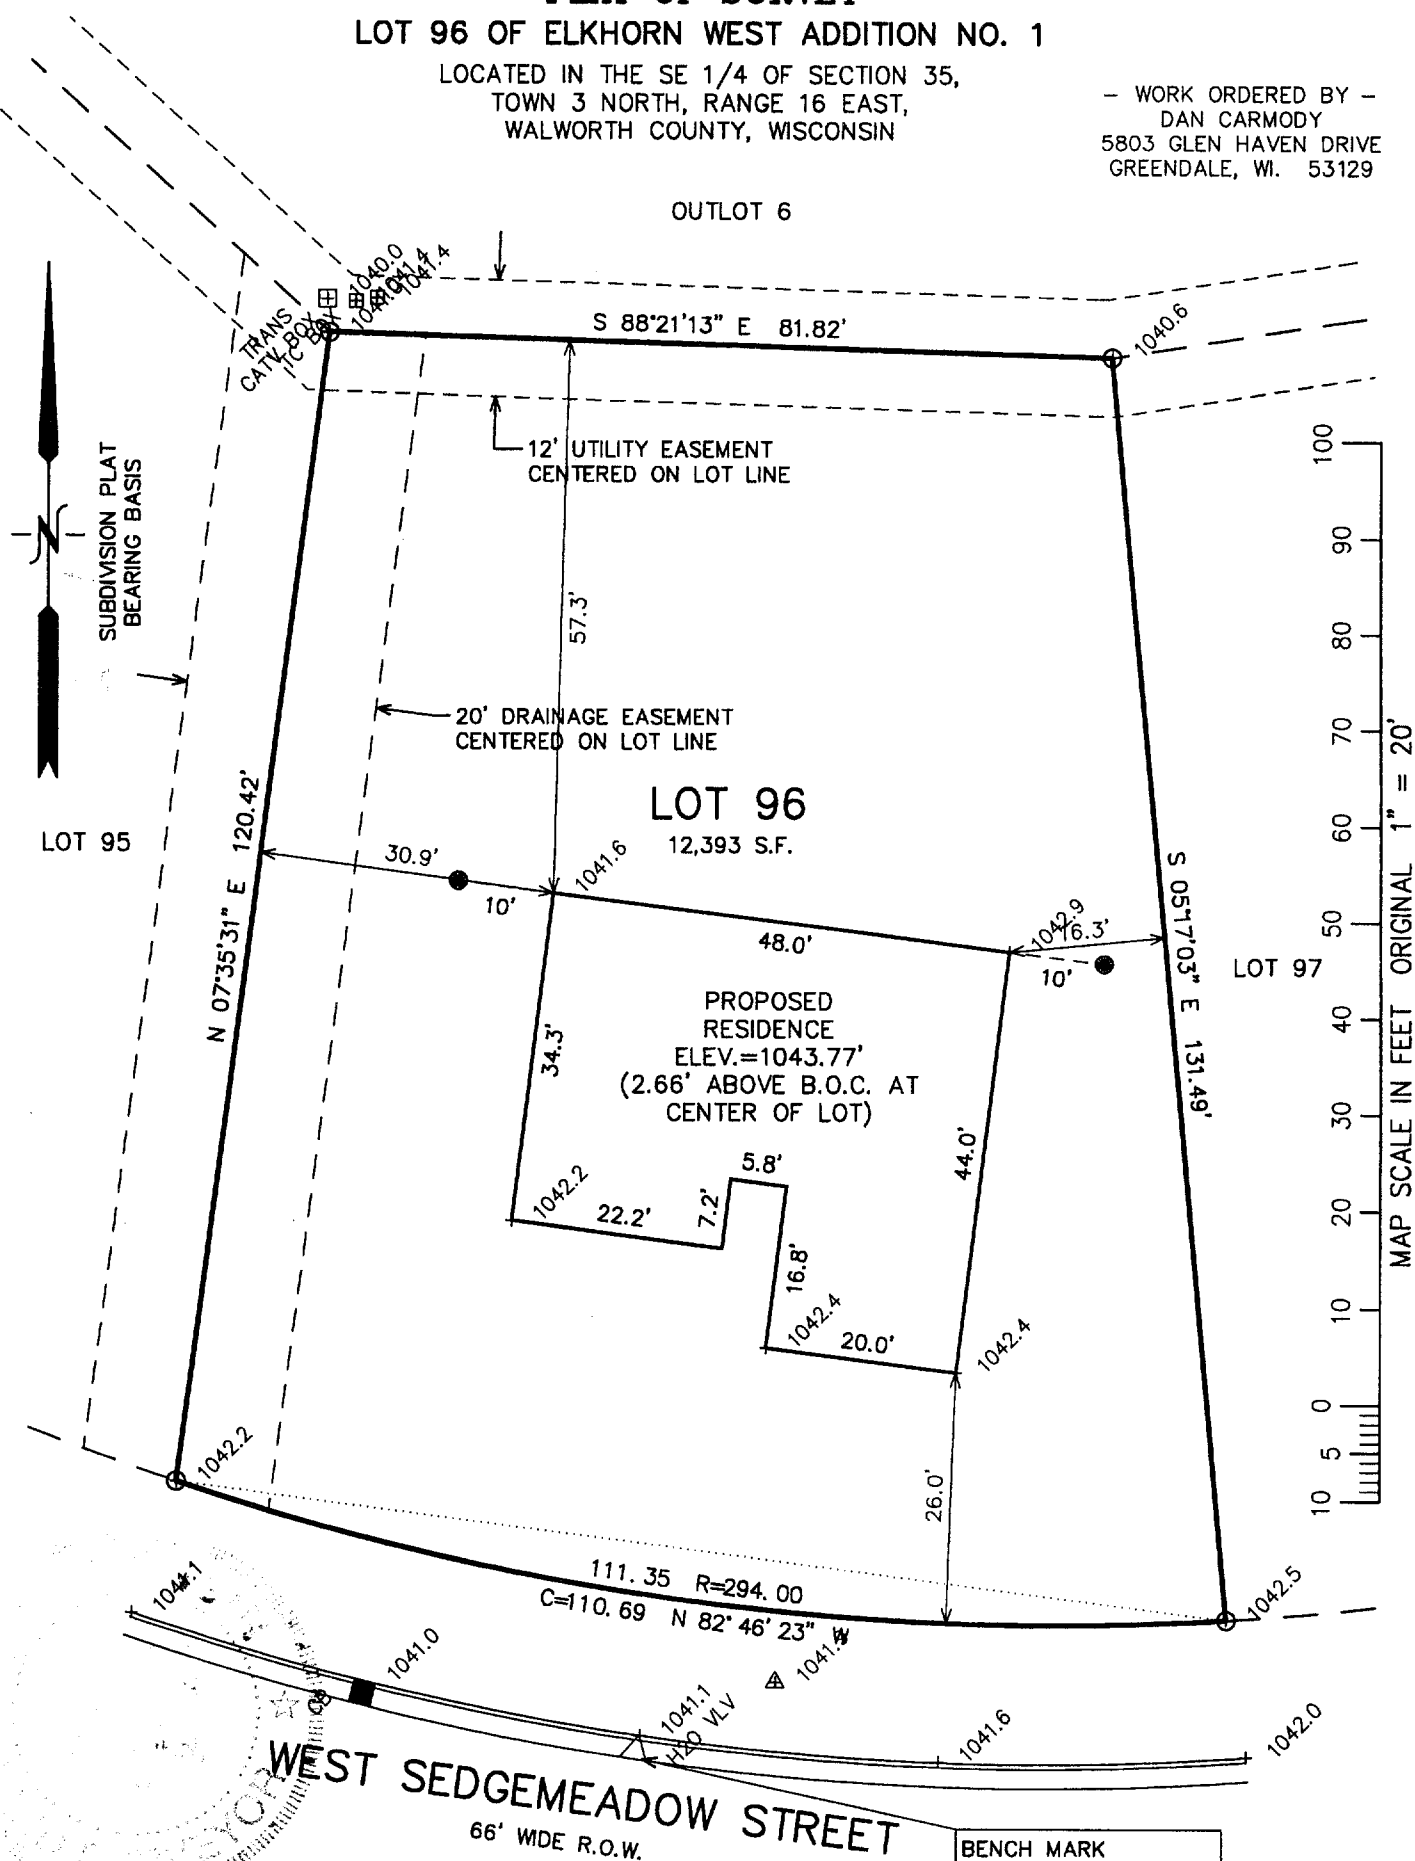 LOT 96 OF ELKHORN WEST ADDITION NO. 1
LOCATED IN THE SE 1/4 OF SECTION 35,
TOWN 3 NORTH, RANGE 16 EAST,
WALWORTH COUNTY, WISCONSIN
- WORK ORDERED BY -
DAN CARMODY
5803 GLEN HAVEN DRIVE
GREENDALE, WI. 53129
OUTLOT 6
1040.0
1041.4
1041.4
TRANS
CATV BOX
TC BOX
S 88°21'13" E 81.82'
1040.6
12' UTILITY EASEMENT
CENTERED ON LOT LINE
SUBDIVISION PLAT
BEARING BASIS
N
57.3'
20' DRAINAGE EASEMENT
CENTERED ON LOT LINE
LOT 96
12,393 S.F.
LOT 95
N 07°35'31" E 120.42'
30.9'
10'
1041.6
48.0'
1042.9
16.3'
10'
S 05°17'03" E 131.49'
LOT 97
PROPOSED
RESIDENCE
ELEV.=1043.77'
(2.66' ABOVE B.O.C. AT
CENTER OF LOT)
34.3'
44.0'
5.8'
7.2'
22.2'
1042.2
16.8'
1042.4
20.0'
1042.4
26.0'
1042.2
1042.5
111.35 R=294.00
C=110.69 N 82°46'23" W
1041.1
1041.0
CB
1041.1
H2O VLV
1041.6
1042.0
WEST SEDGEMEADOW STREET
66' WIDE R.O.W.
BENCH MARK
100
90
80
70
60
50
40
30
20
10
0
5
10
MAP SCALE IN FEET ORIGINAL 1" = 20'